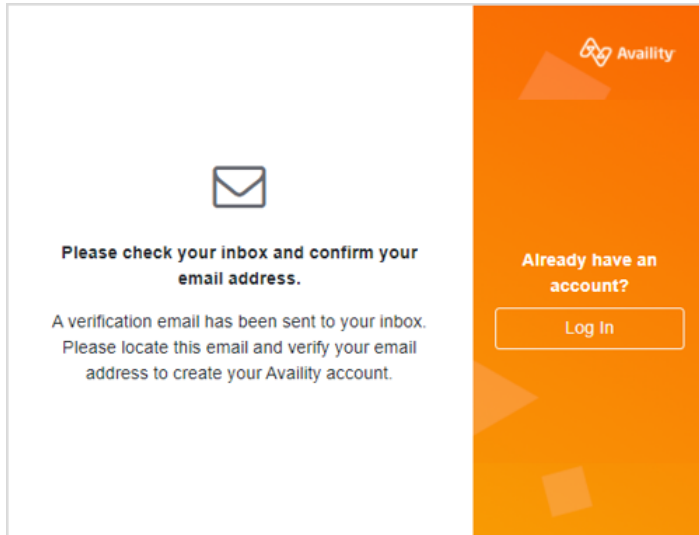 Availity
Please check your inbox and confirm your
email address.
A verification email has been sent to your inbox.
Please locate this email and verify your email
address to create your Availity account.
Already have an
account?
Log In